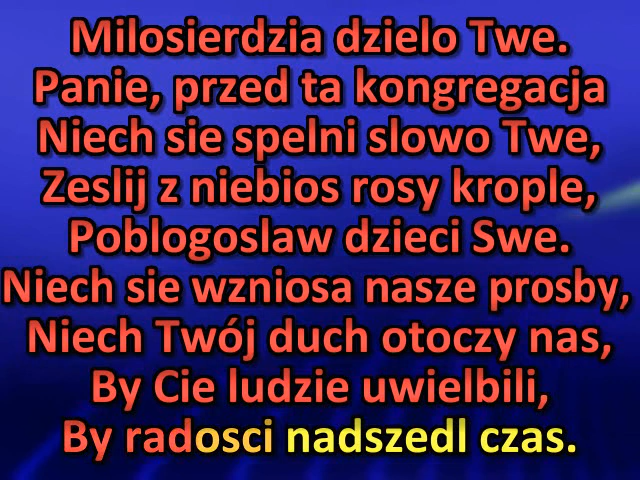 Milosierdzia dzielo Twe.
Panie, przed ta kongregacja
Niech sie spelni slowo Twe,
Zeslij z niebios rosy krople,
Poblogoslaw dzieci Swe.
Niech sie wzniosa nasze prosby,
Niech Twój duch otoczy nas,
By Cie ludzie uwielbili,
By radosci nadszedl czas.